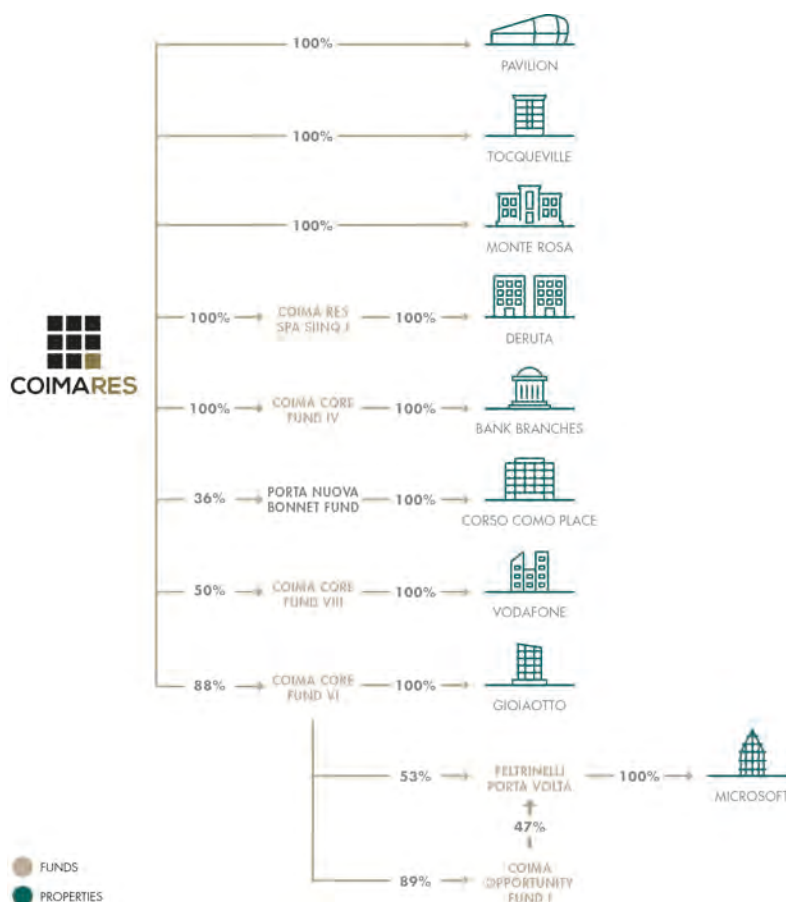 100%
PAVILION
100%
TOCQUEVILLE
100%
MONTE ROSA
COIMARES
100%
COIMA RES
SPA SIINQ I
100%
DERUTA
100%
COIMA CORE
FUND IV
100%
BANK BRANCHES
36%
PORTA NUOVA
BONNET FUND
100%
CORSO COMO PLACE
50%
COIMA CORE
FUND VIII
100%
VODAFONE
88%
COIMA CORE
FUND VI
100%
GIOIAOTTO
53%
FELTRINELLI
PORTA VOLTA
100%
MICROSOFT
47%
89%
COIMA
OPPORTUNITY
FUND I
FUNDS
PROPERTIES